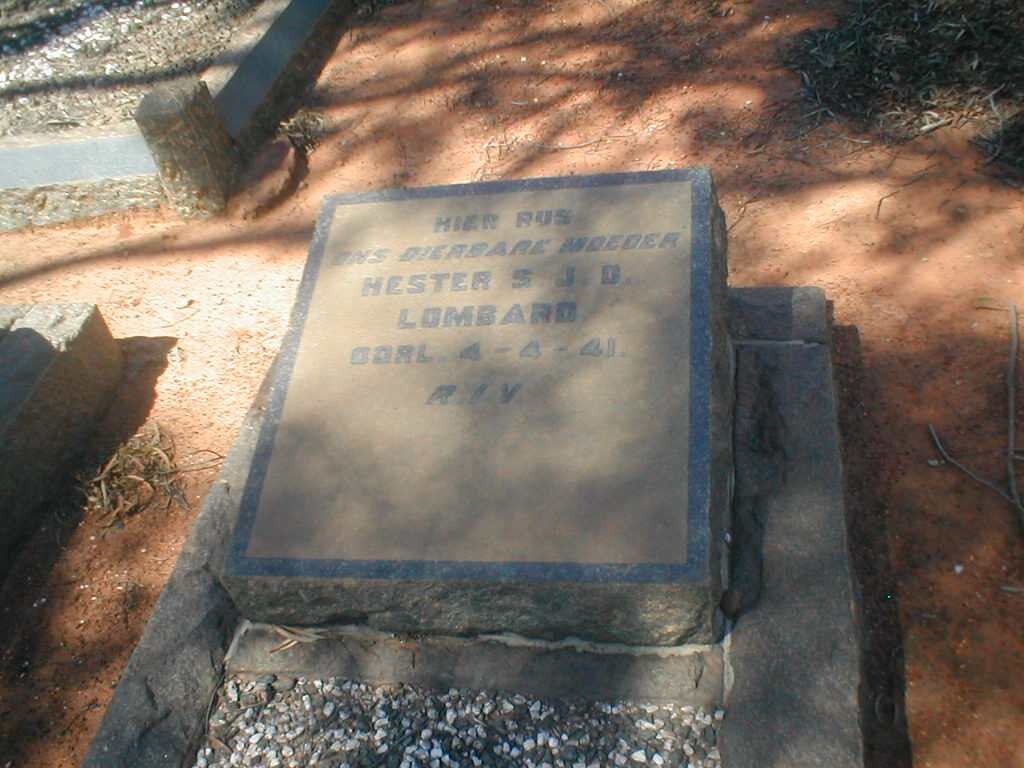 HIER RUS
ONS DIERBARE MOEDER
HESTER S. J. D.
LOMBARD
OORL. 4-4-41.
R.I.V.